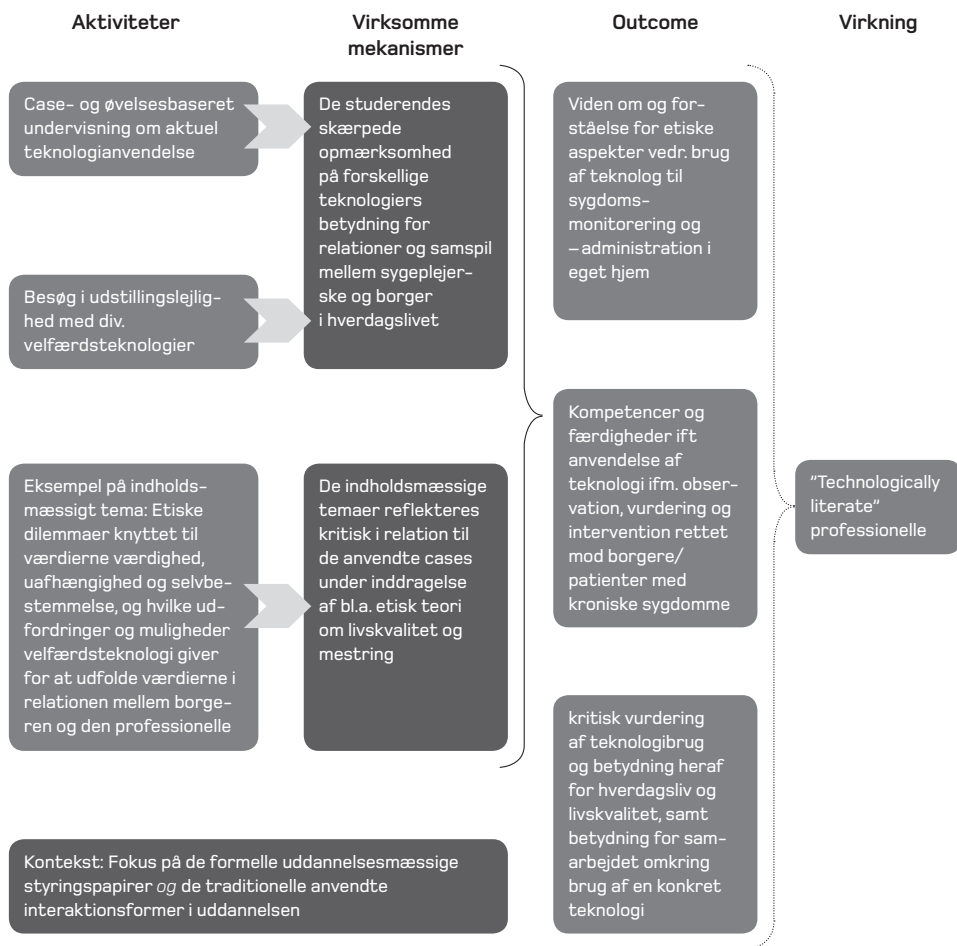 Aktiviteter
Virksomme
mekanismer
Outcome
Virkning
Case- og øvelsesbaseret
undervisning om aktuel
teknologianvendelse
Besøg i udstillingslejlig-
hed med div.
velfærdsteknologier
Eksempel på indholds-
mæssigt tema: Etiske
dilemmaer knyttet til
værdierne værdighed,
uafhængighed og selvbe-
stemmelse, og hvilke ud-
fordringer og muligheder
velfærdsteknologi giver
for at udfolde værdierne i
relationen mellem borge-
ren og den professionelle
De studerendes
skærpede
opmærksomhed
på forskellige
teknologiers
betydning for
relationer og samspil
mellem sygeplejer-
ske og borger
i hverdagslivet
De indholdsmæssige
temaer reflekteres
kritisk i relation til
de anvendte cases
under inddragelse
af bl.a. etisk teori
om livskvalitet og
mestring
Viden om og for-
ståelse for etiske
aspekter vedr. brug
af teknolog til
sygdoms-
monitorering og
–administration i
eget hjem
Kompetencer og
færdigheder ift
anvendelse af
teknologi ifm. obser-
vation, vurdering og
intervention rettet
mod borgere/
patienter med
kroniske sygdomme
kritisk vurdering
af teknologibrug
og betydning heraf
for hverdagsliv og
livskvalitet, samt
betydning for sam-
arbejdet omkring
brug af en konkret
teknologi
"Technologically
literate"
professionelle
Kontekst: Fokus på de formelle uddannelsesmæssige
styringspapirer og de traditionelle anvendte
interaktionsformer i uddannelsen